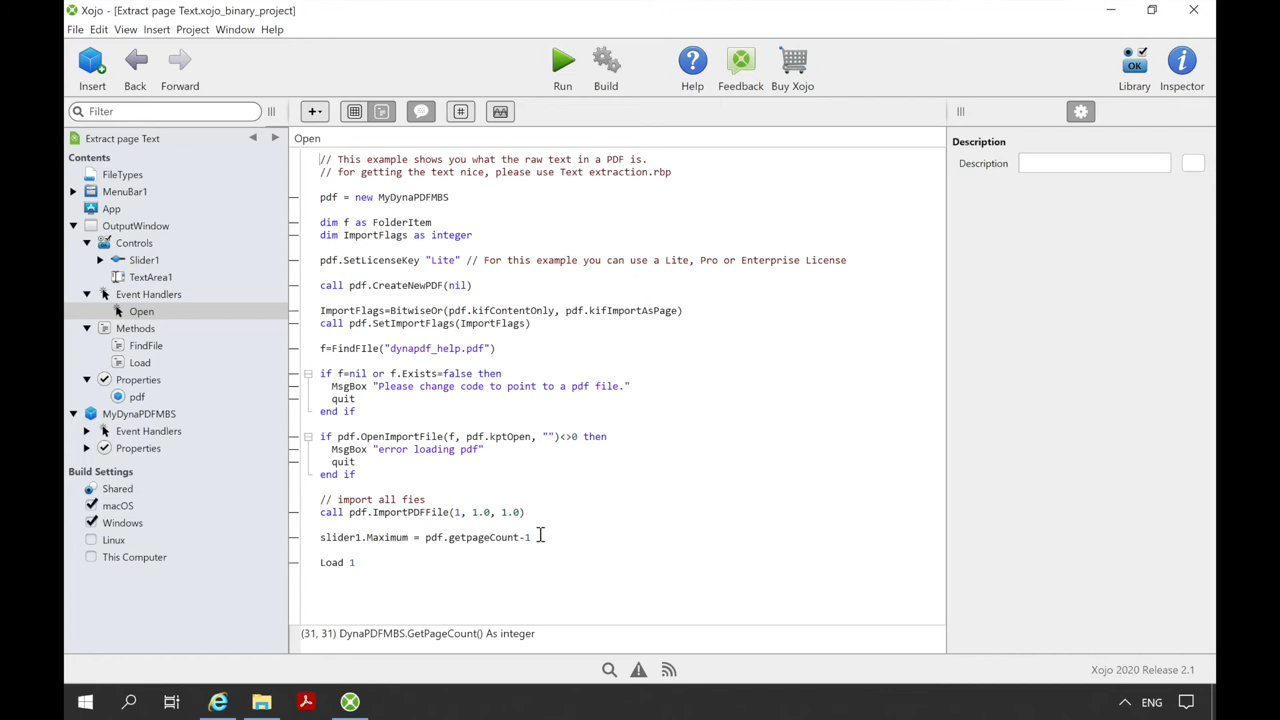 Xojo - [Extract page Text.xojo_binary_project]
File Edit View Insert Project Window Help
Insert Back Forward Run Build Help Feedback Buy Xojo OK Library Inspector
Filter
Extract page Text
Contents
FileTypes
MenuBar1
App
OutputWindow
Controls
Slider1
TextArea1
Event Handlers
Open
Methods
FindFile
Load
Properties
pdf
MyDynaPDFMBS
Event Handlers
Properties
Build Settings
Shared
macOS
Windows
Linux
This Computer
Open
// This example shows you what the raw text in a PDF is.
// for getting the text nice, please use Text extraction.rbp
pdf = new MyDynaPDFMBS
dim f as FolderItem
dim ImportFlags as integer
pdf.SetLicenseKey "Lite" // For this example you can use a Lite, Pro or Enterprise License
call pdf.CreateNewPDF(nil)
ImportFlags=BitwiseOr(pdf.kifContentOnly, pdf.kifImportAsPage)
call pdf.SetImportFlags(ImportFlags)
f=FindFIle("dynapdf_help.pdf")
if f=nil or f.Exists=false then
MsgBox "Please change code to point to a pdf file."
quit
end if
if pdf.OpenImportFile(f, pdf.kptOpen, "")<>0 then
MsgBox "error loading pdf"
quit
end if
// import all fies
call pdf.ImportPDFFile(1, 1.0, 1.0)
slider1.Maximum = pdf.getpageCount-1
Load 1
(31, 31) DynaPDFMBS.GetPageCount() As integer
Description
Description
Xojo 2020 Release 2.1
ENG